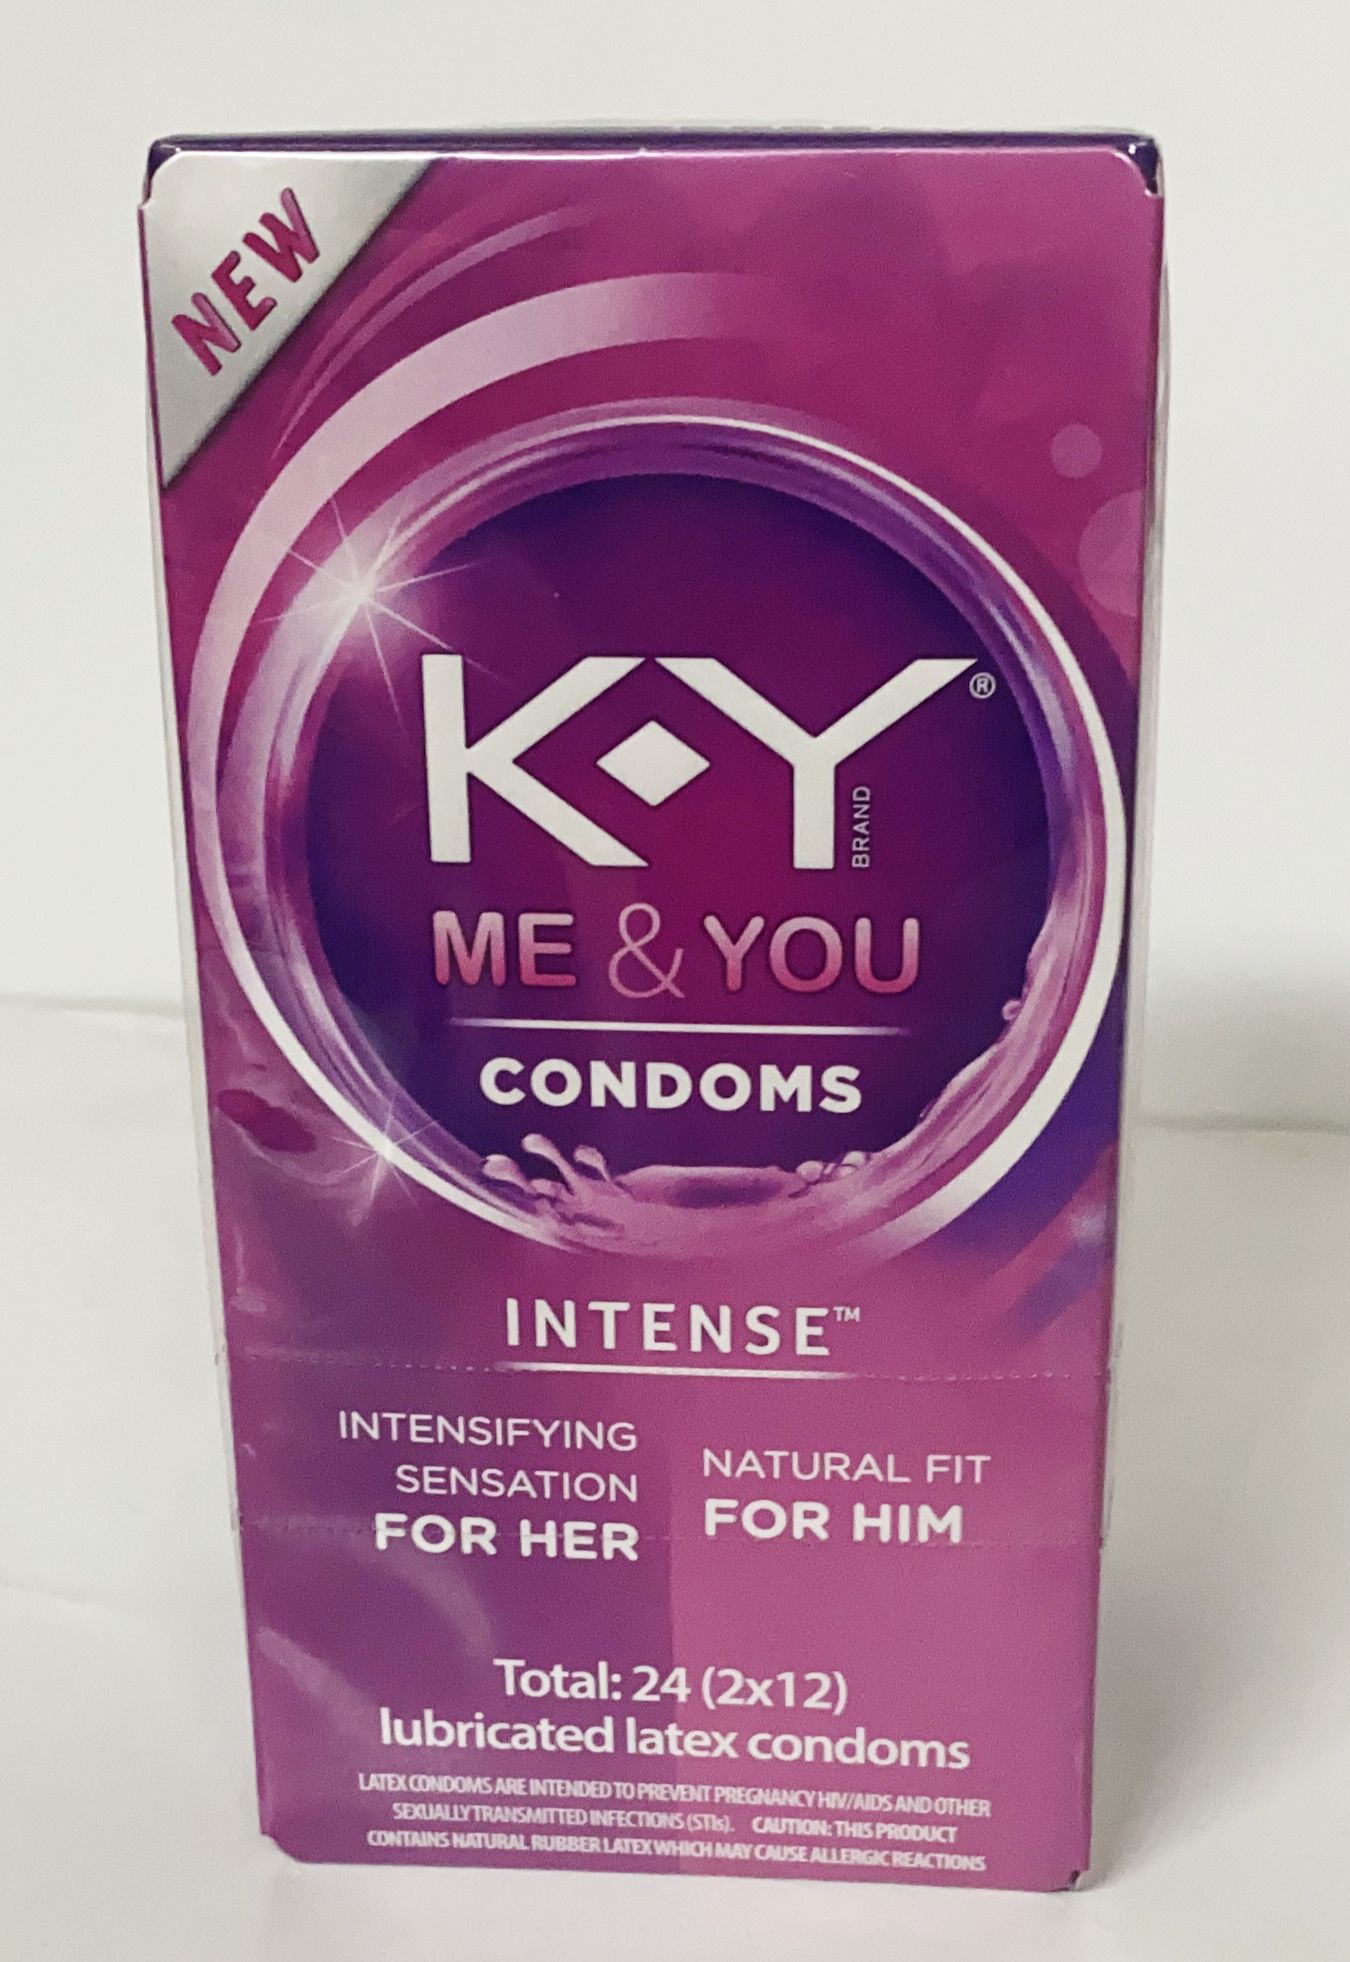 NEW
K-Y®
BRAND
ME & YOU
CONDOMS
INTENSE™
INTENSIFYING
SENSATION
FOR HER
NATURAL FIT
FOR HIM
Total: 24 (2x12)
lubricated latex condoms
LATEX CONDOMS ARE INTENDED TO PREVENT PREGNANCY HIV/AIDS AND OTHER
SEXUALLY TRANSMITTED INFECTIONS (STIs). CAUTION: THIS PRODUCT
CONTAINS NATURAL RUBBER LATEX WHICH MAY CAUSE ALLERGIC REACTIONS